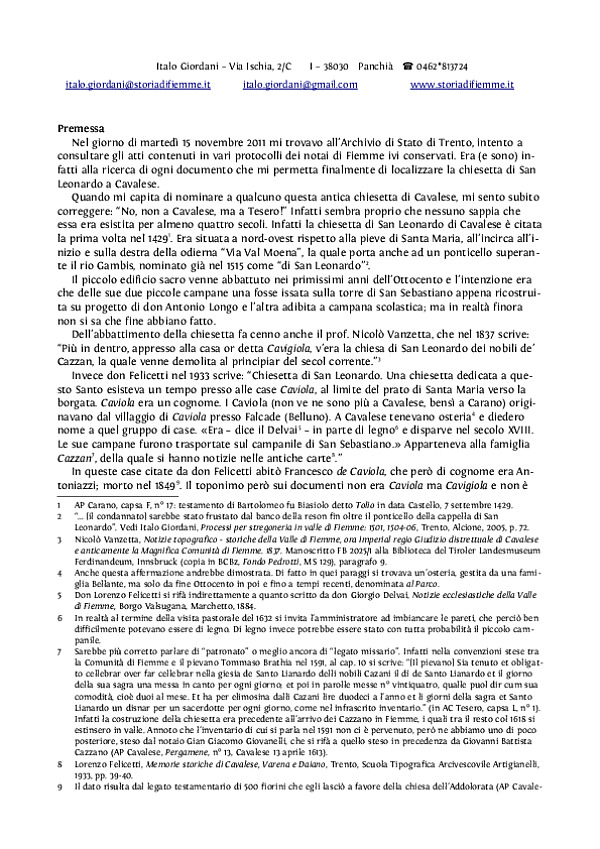 Italo Giordani – Via Ischia, 2/C I – 38030 Panchià ☎ 0462*813724
italo.giordani@storiadifiemme.it italo.giordani@gmail.com www.storiadifiemme.it
Premessa
Nel giorno di martedì 15 novembre 2011 mi trovavo all'Archivio di Stato di Trento, intento a
consultare gli atti contenuti in vari protocolli dei notai di Fiemme ivi conservati. Era (e sono) in-
fatti alla ricerca di ogni documento che mi permetta finalmente di localizzare la chiesetta di San
Leonardo a Cavalese.
Quando mi capita di nominare a qualcuno questa antica chiesetta di Cavalese, mi sento subito
correggere: "No, non a Cavalese, ma a Tesero!" Infatti sembra proprio che nessuno sappia che
essa era esistita per almeno quattro secoli. Infatti la chiesetta di San Leonardo di Cavalese è citata
la prima volta nel 1429¹. Era situata a nord-ovest rispetto alla pieve di Santa Maria, all'incirca all'i-
nizio e sulla destra della odierna "Via Val Moena", la quale porta anche ad un ponticello superan-
te il rio Gambis, nominato già nel 1515 come "di San Leonardo"².
Il piccolo edificio sacro venne abbattuto nei primissimi anni dell'Ottocento e l'intenzione era
che delle sue due piccole campane una fosse issata sulla torre di San Sebastiano appena ricostrui-
ta su progetto di don Antonio Longo e l'altra adibita a campana scolastica; ma in realtà finora
non si sa che fine abbiano fatto.
Dell'abbattimento della chiesetta fa cenno anche il prof. Nicolò Vanzetta, che nel 1837 scrive:
"Più in dentro, appresso alla casa or detta Cavigiola, v'era la chiesa di San Leonardo dei nobili de'
Cazzan, la quale venne demolita al principiar del secol corrente."³
Invece don Felicetti nel 1933 scrive: "Chiesetta di San Leonardo. Una chiesetta dedicata a que-
sto Santo esisteva un tempo presso alle case Caviola, al limite del prato di Santa Maria verso la
borgata. Caviola era un cognome. I Caviola (non ve ne sono più a Cavalese, bensì a Carano) origi-
navano dal villaggio di Caviola presso Falcade (Belluno). A Cavalese tenevano osteria⁴ e diedero
nome a quel gruppo di case. «Era – dice il Delvai⁵ – in parte di legno⁶ e disparve nel secolo XVIII.
Le sue campane furono trasportate sul campanile di San Sebastiano.» Apparteneva alla famiglia
Cazzan⁷, della quale si hanno notizie nelle antiche carte⁸."
In queste case citate da don Felicetti abitò Francesco de Caviola, che però di cognome era An-
toniazzi; morto nel 1849⁹. Il toponimo però sui documenti non era Caviola ma Cavigiola e non è
1 AP Carano, capsa F, nº 17: testamento di Bartolomeo fu Biasiolo detto Tolio in data Castello, 7 settembre 1429.
2 "... [il condannato] sarebbe stato frustato dal banco della reson fin oltre il ponticello della cappella di San
Leonardo". Vedi Italo Giordani, Processi per stregoneria in valle di Fiemme: 1501, 1504-06, Trento, Alcione, 2005, p. 72.
3 Nicolò Vanzetta, Notizie topografico - storiche della Valle di Fiemme, ora Imperial regio Giudizio distrettuale di Cavalese
e anticamente la Magnifica Comunità di Fiemme, 1837. Manoscritto FB 2025/I alla Biblioteca del Tiroler Landesmuseum
Ferdinandeum, Innsbruck (copia in BCBz, Fondo Pedrotti, MS 129), paragrafo 9.
4 Anche questa affermazione andrebbe dimostrata. Di fatto in quei paraggi si trovava un'osteria, gestita da una fami-
glia Bellante, ma solo da fine Ottocento in poi e fino a tempi recenti, denominata al Parco.
5 Don Lorenzo Felicetti si rifà indirettamente a quanto scritto da don Giorgio Delvai, Notizie ecclesiastiche della Valle
di Fiemme, Borgo Valsugana, Marchetto, 1884.
6 In realtà al termine della visita pastorale del 1632 si invita l'amministratore ad imbiancare le pareti, che perciò ben
difficilmente potevano essere di legno. Di legno invece potrebbe essere stato con tutta probabilità il piccolo cam-
panile.
7 Sarebbe più corretto parlare di "patronato" o meglio ancora di "legato missario". Infatti nella convenzioni stese tra
la Comunità di Fiemme e il pievano Tommaso Brathia nel 1591, al cap. 10 si scrive: "[Il pievano] Sia tenuto et obligat-
to cellebrar over far cellebrar nella giesia de Santo Lianardo delli nobili Cazani il dì de Santo Lianardo et il giorno
della sua sagra una messa in canto per ogni giorno; et poi in parolle messe nº vintiquatro, quale puol dir cum sua
comodità, cioè duoi al mese. Et ha per elimosina dalli Cazani lire duodeci a l'anno et li giorni della sagra et Santo
Lianardo un disnar per un sacerdotte per ogni giorno, come nel infrascrito inventario." (in AC Tesero, capsa L, nº 1).
Infatti la costruzione della chiesetta era precedente all'arrivo dei Cazzano in Fiemme, i quali tra il resto col 1618 si
estinsero in valle. Annoto che l'inventario di cui si parla nel 1591 non ci è pervenuto, però ne abbiamo uno di poco
posteriore, steso dal notaio Gian Giacomo Giovanelli, che si rifà a quello steso in precedenza da Giovanni Battista
Cazzano (AP Cavalese, Pergamene, nº 13, Cavalese 13 aprile 1613).
8 Lorenzo Felicetti, Memorie storiche di Cavalese, Varena e Daiano, Trento, Scuola Tipografica Arcivescovile Artigianelli,
1933, pp. 39-40.
9 Il dato risulta dal legato testamentario di 500 fiorini che egli lasciò a favore della chiesa dell'Addolorata (AP Cavale-